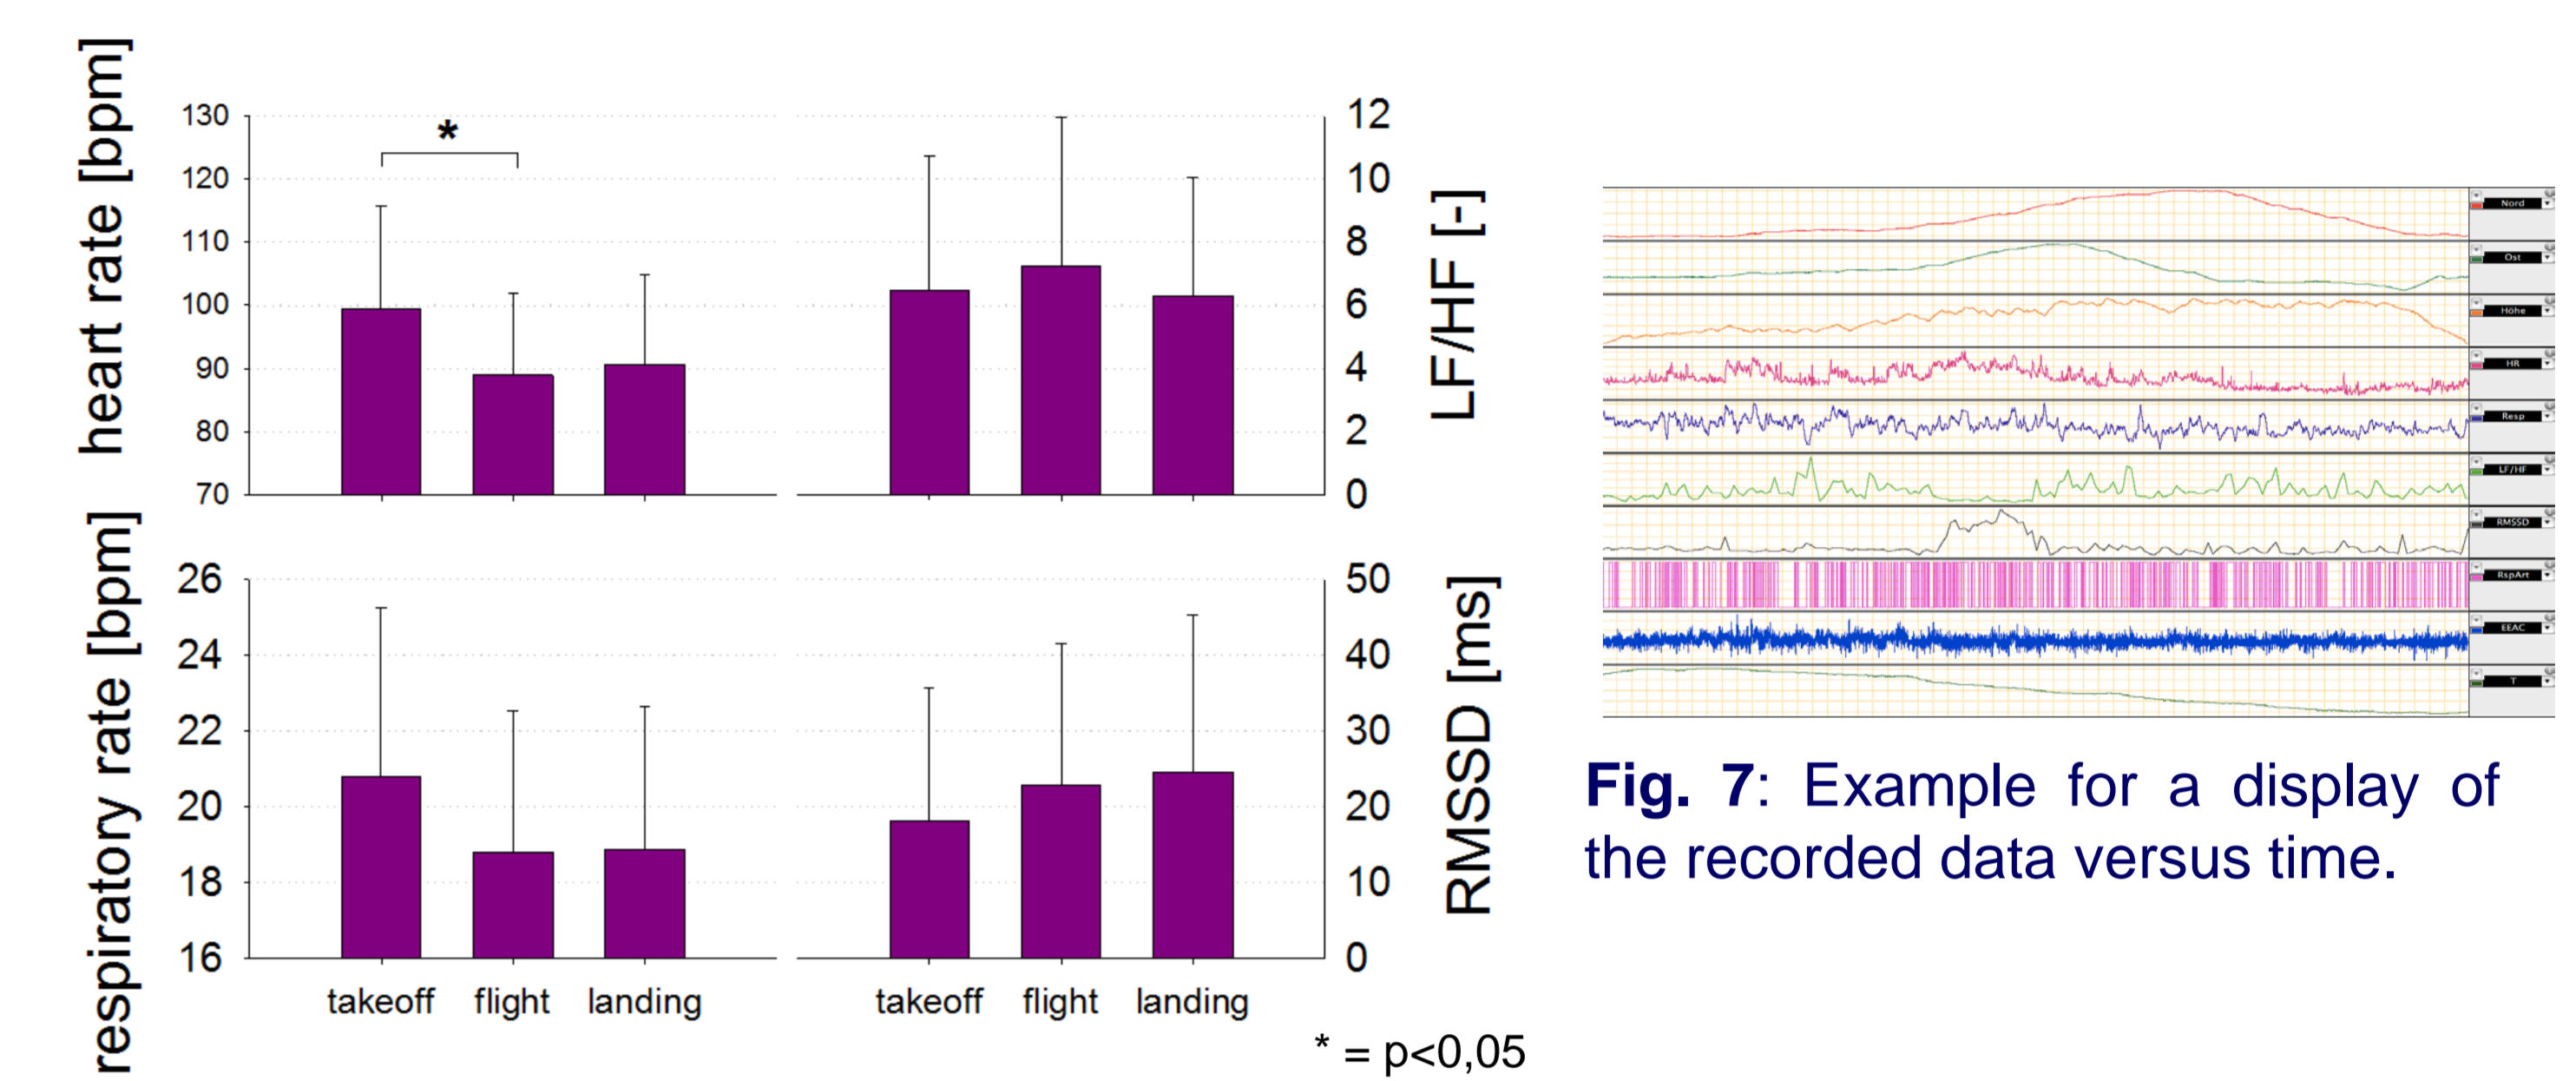 heart rate [bpm]
130
120
110
100
90
80
70
*
12
10
8
6
4
2
0
LF/HF [-]
respiratory rate [bpm]
26
24
22
20
18
16
50
40
30
20
10
0
RMSSD [ms]
takeoff flight landing
takeoff flight landing
* = p<0,05
Nord
Ost
Höhe
HR
Resp
LF/HF
RMSSD
RspArt
EEAC
T
Fig. 7: Example for a display of
the recorded data versus time.